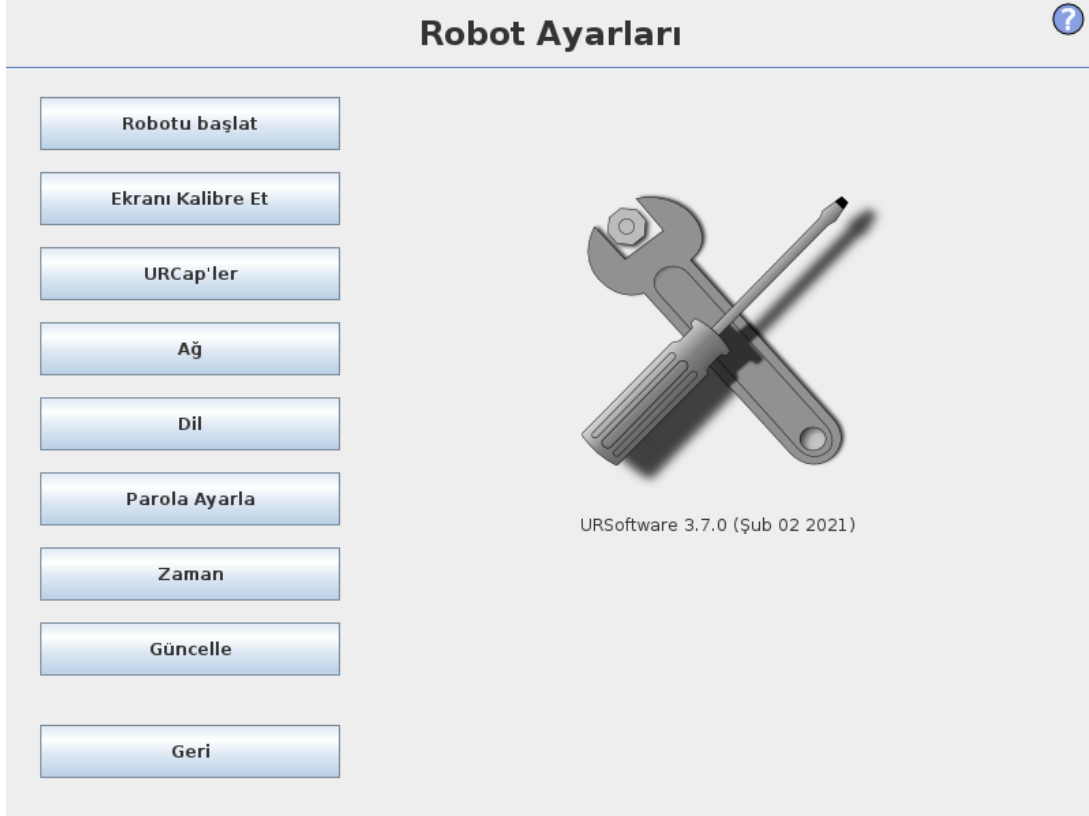 Robot Ayarları
?
Robotu başlat
Ekranı Kalibre Et
URCap'ler
Ağ
Dil
Parola Ayarla
Zaman
Güncelle
Geri
URSoftware 3.7.0 (Şub 02 2021)